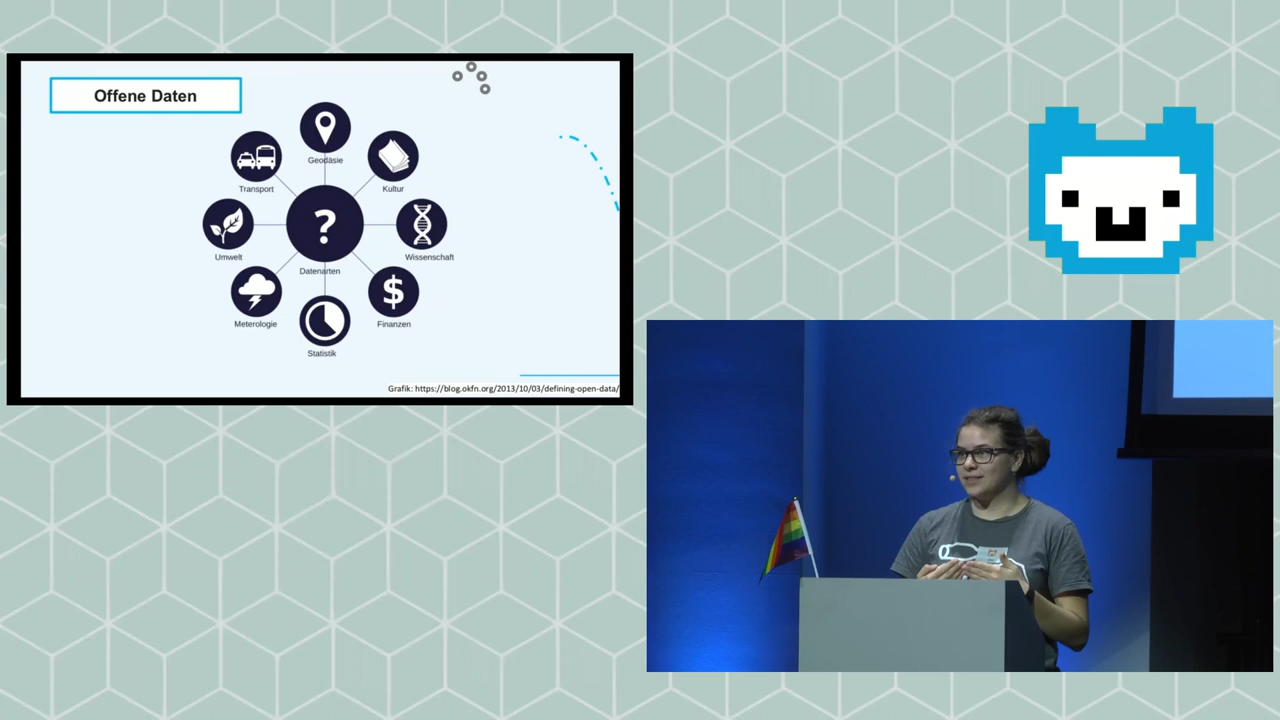 Offene Daten
Geodäsie
Transport
Kultur
?
Umwelt
Wissenschaft
Datenarten
$
Meterologie
Finanzen
Statistik
Grafik: https://blog.okfn.org/2013/10/03/defining-open-data/